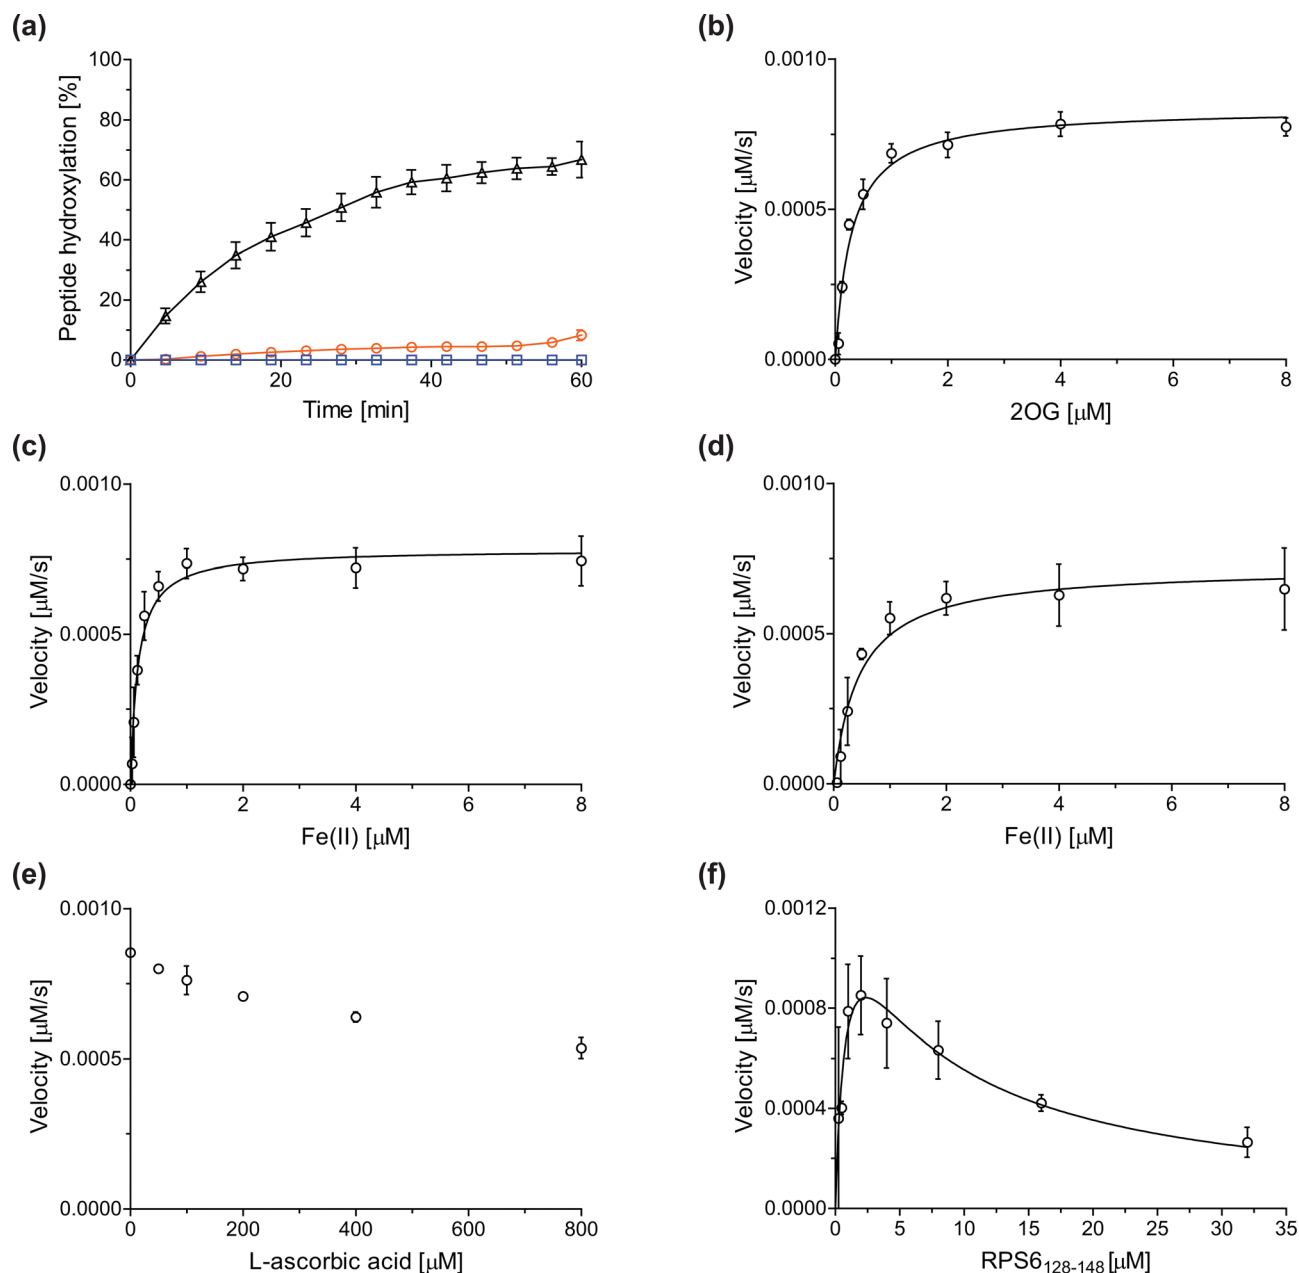 (a)
Peptide hydroxylation [%]
100
80
60
40
20
0
0 20 40 60
Time [min]
(b)
Velocity [µM/s]
0.0010
0.0005
0.0000
0 2 4 6 8
2OG [µM]
(c)
Velocity [µM/s]
0.0010
0.0005
0.0000
0 2 4 6 8
Fe(II) [µM]
(d)
Velocity [µM/s]
0.0010
0.0005
0.0000
0 2 4 6 8
Fe(II) [µM]
(e)
Velocity [µM/s]
0.0010
0.0005
0.0000
0 200 400 600 800
L-ascorbic acid [µM]
(f)
Velocity [µM/s]
0.0012
0.0008
0.0004
0.0000
0 5 10 15 20 25 30 35
RPS6128-148 [µM]